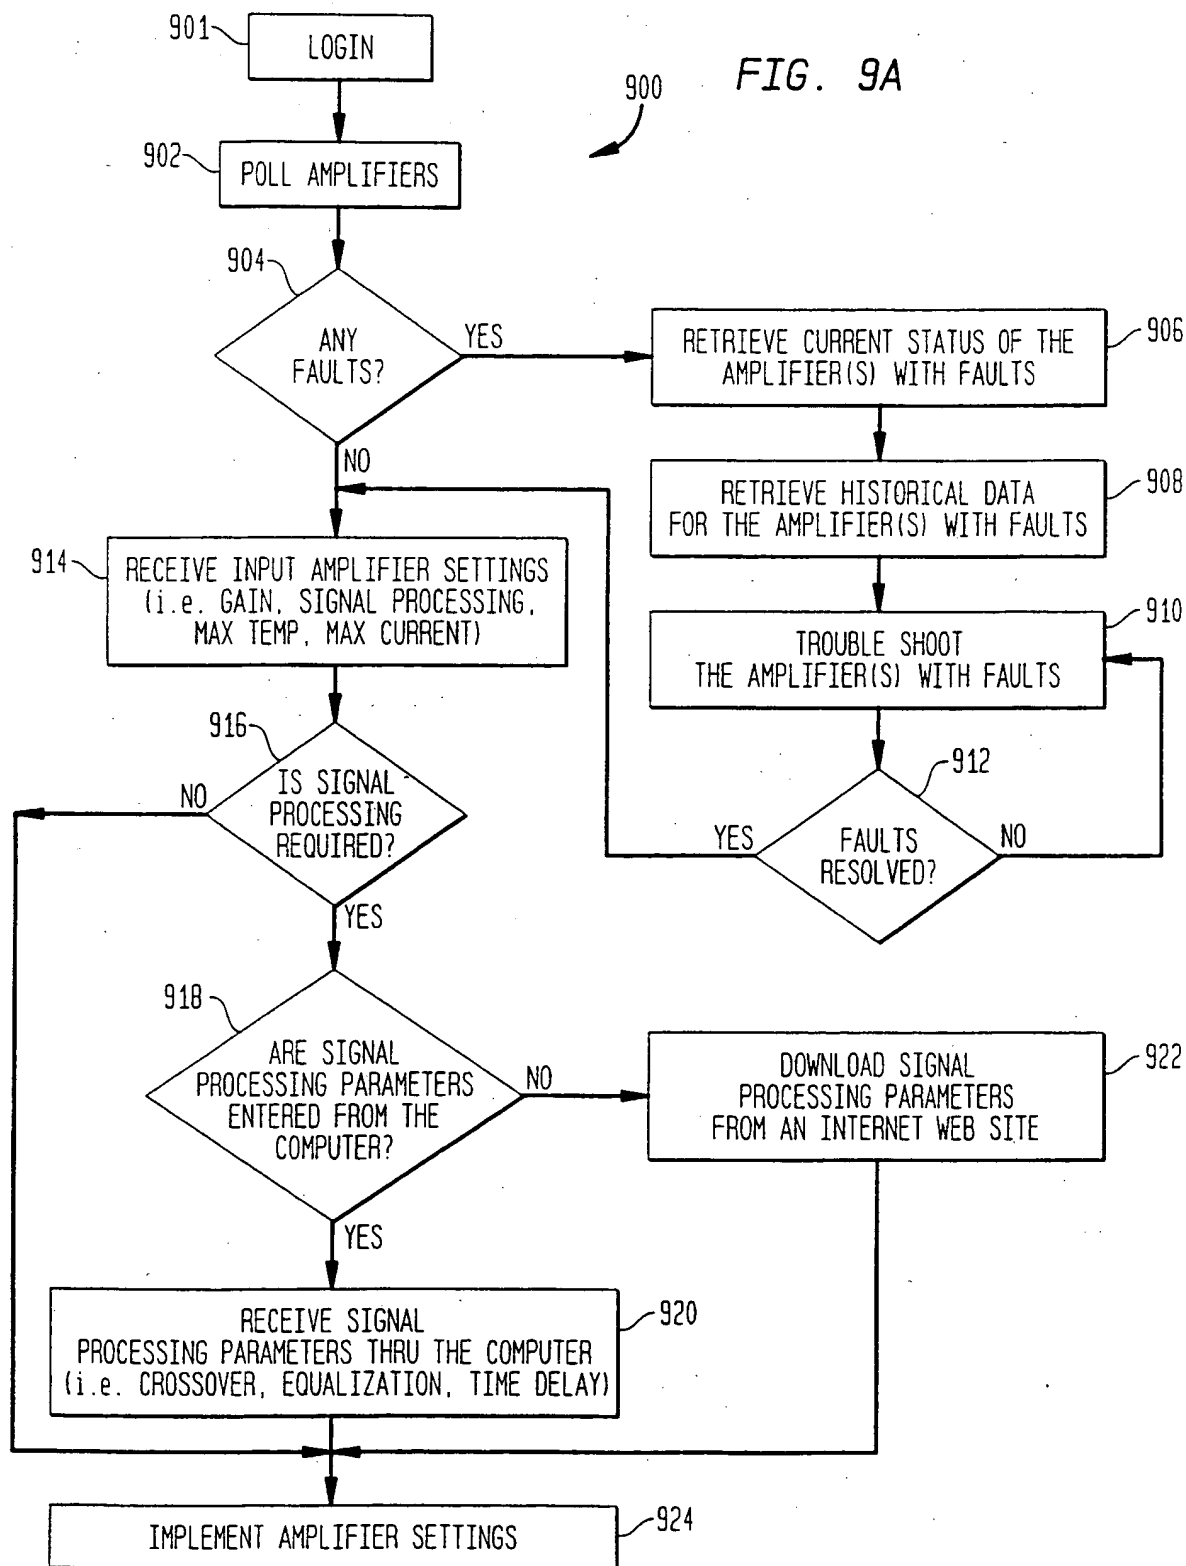 901
LOGIN
FIG. 9A
900
902
POLL AMPLIFIERS
904
ANY
FAULTS?
YES
NO
RETRIEVE CURRENT STATUS OF THE
AMPLIFIER(S) WITH FAULTS
906
RETRIEVE HISTORICAL DATA
FOR THE AMPLIFIER(S) WITH FAULTS
908
TROUBLE SHOOT
THE AMPLIFIER(S) WITH FAULTS
910
912
FAULTS
RESOLVED?
YES
NO
914
RECEIVE INPUT AMPLIFIER SETTINGS
(i.e. GAIN, SIGNAL PROCESSING,
MAX TEMP, MAX CURRENT)
916
IS SIGNAL
PROCESSING
REQUIRED?
NO
YES
918
ARE SIGNAL
PROCESSING PARAMETERS
ENTERED FROM THE
COMPUTER?
NO
YES
DOWNLOAD SIGNAL
PROCESSING PARAMETERS
FROM AN INTERNET WEB SITE
922
RECEIVE SIGNAL
PROCESSING PARAMETERS THRU THE COMPUTER
(i.e. CROSSOVER, EQUALIZATION, TIME DELAY)
920
IMPLEMENT AMPLIFIER SETTINGS
924